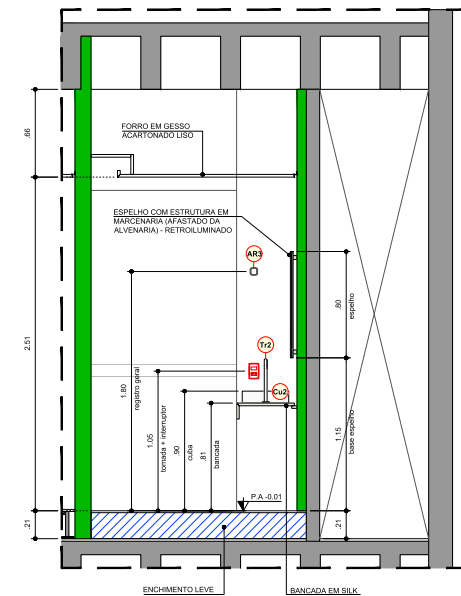 .66
FORRO EM GESSO
ACARTONADO LISO
ESPELHO COM ESTRUTURA EM
MARCENARIA (AFASTADO DA
ALVENARIA) - RETROILUMINADO
AR3
.80
espelho
2.51
Tr2
Cu2
1.80
registro geral
1.05
tomada + interruptor
.90
cuba
.81
bancada
1.15
base espelho
P.A -0.01
.21
.21
ENCHIMENTO LEVE
BANCADA EM SILK